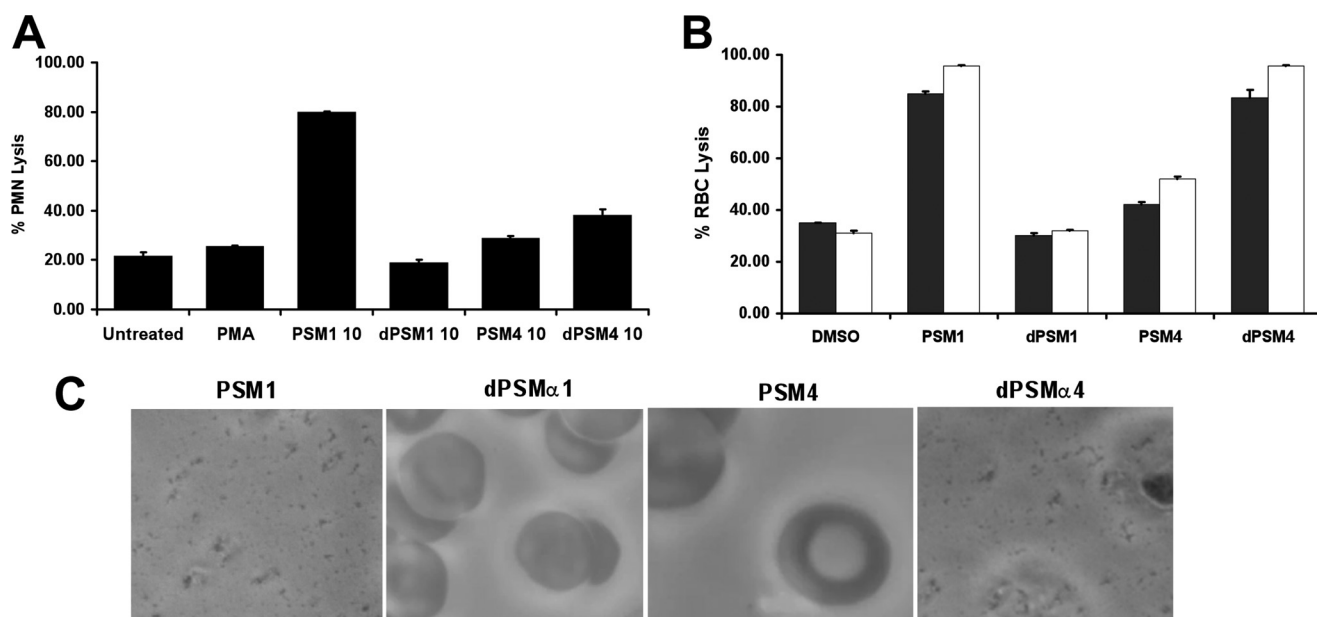 A
100.00
80.00
60.00
40.00
20.00
0.00
% PMN Lysis
Untreated PMA PSM1 10 dPSM1 10 PSM4 10 dPSM4 10
B
100.00
80.00
60.00
40.00
20.00
0.00
% RBC Lysis
DMSO PSM1 dPSM1 PSM4 dPSM4
C
PSM1 dPSMα1 PSM4 dPSMα4